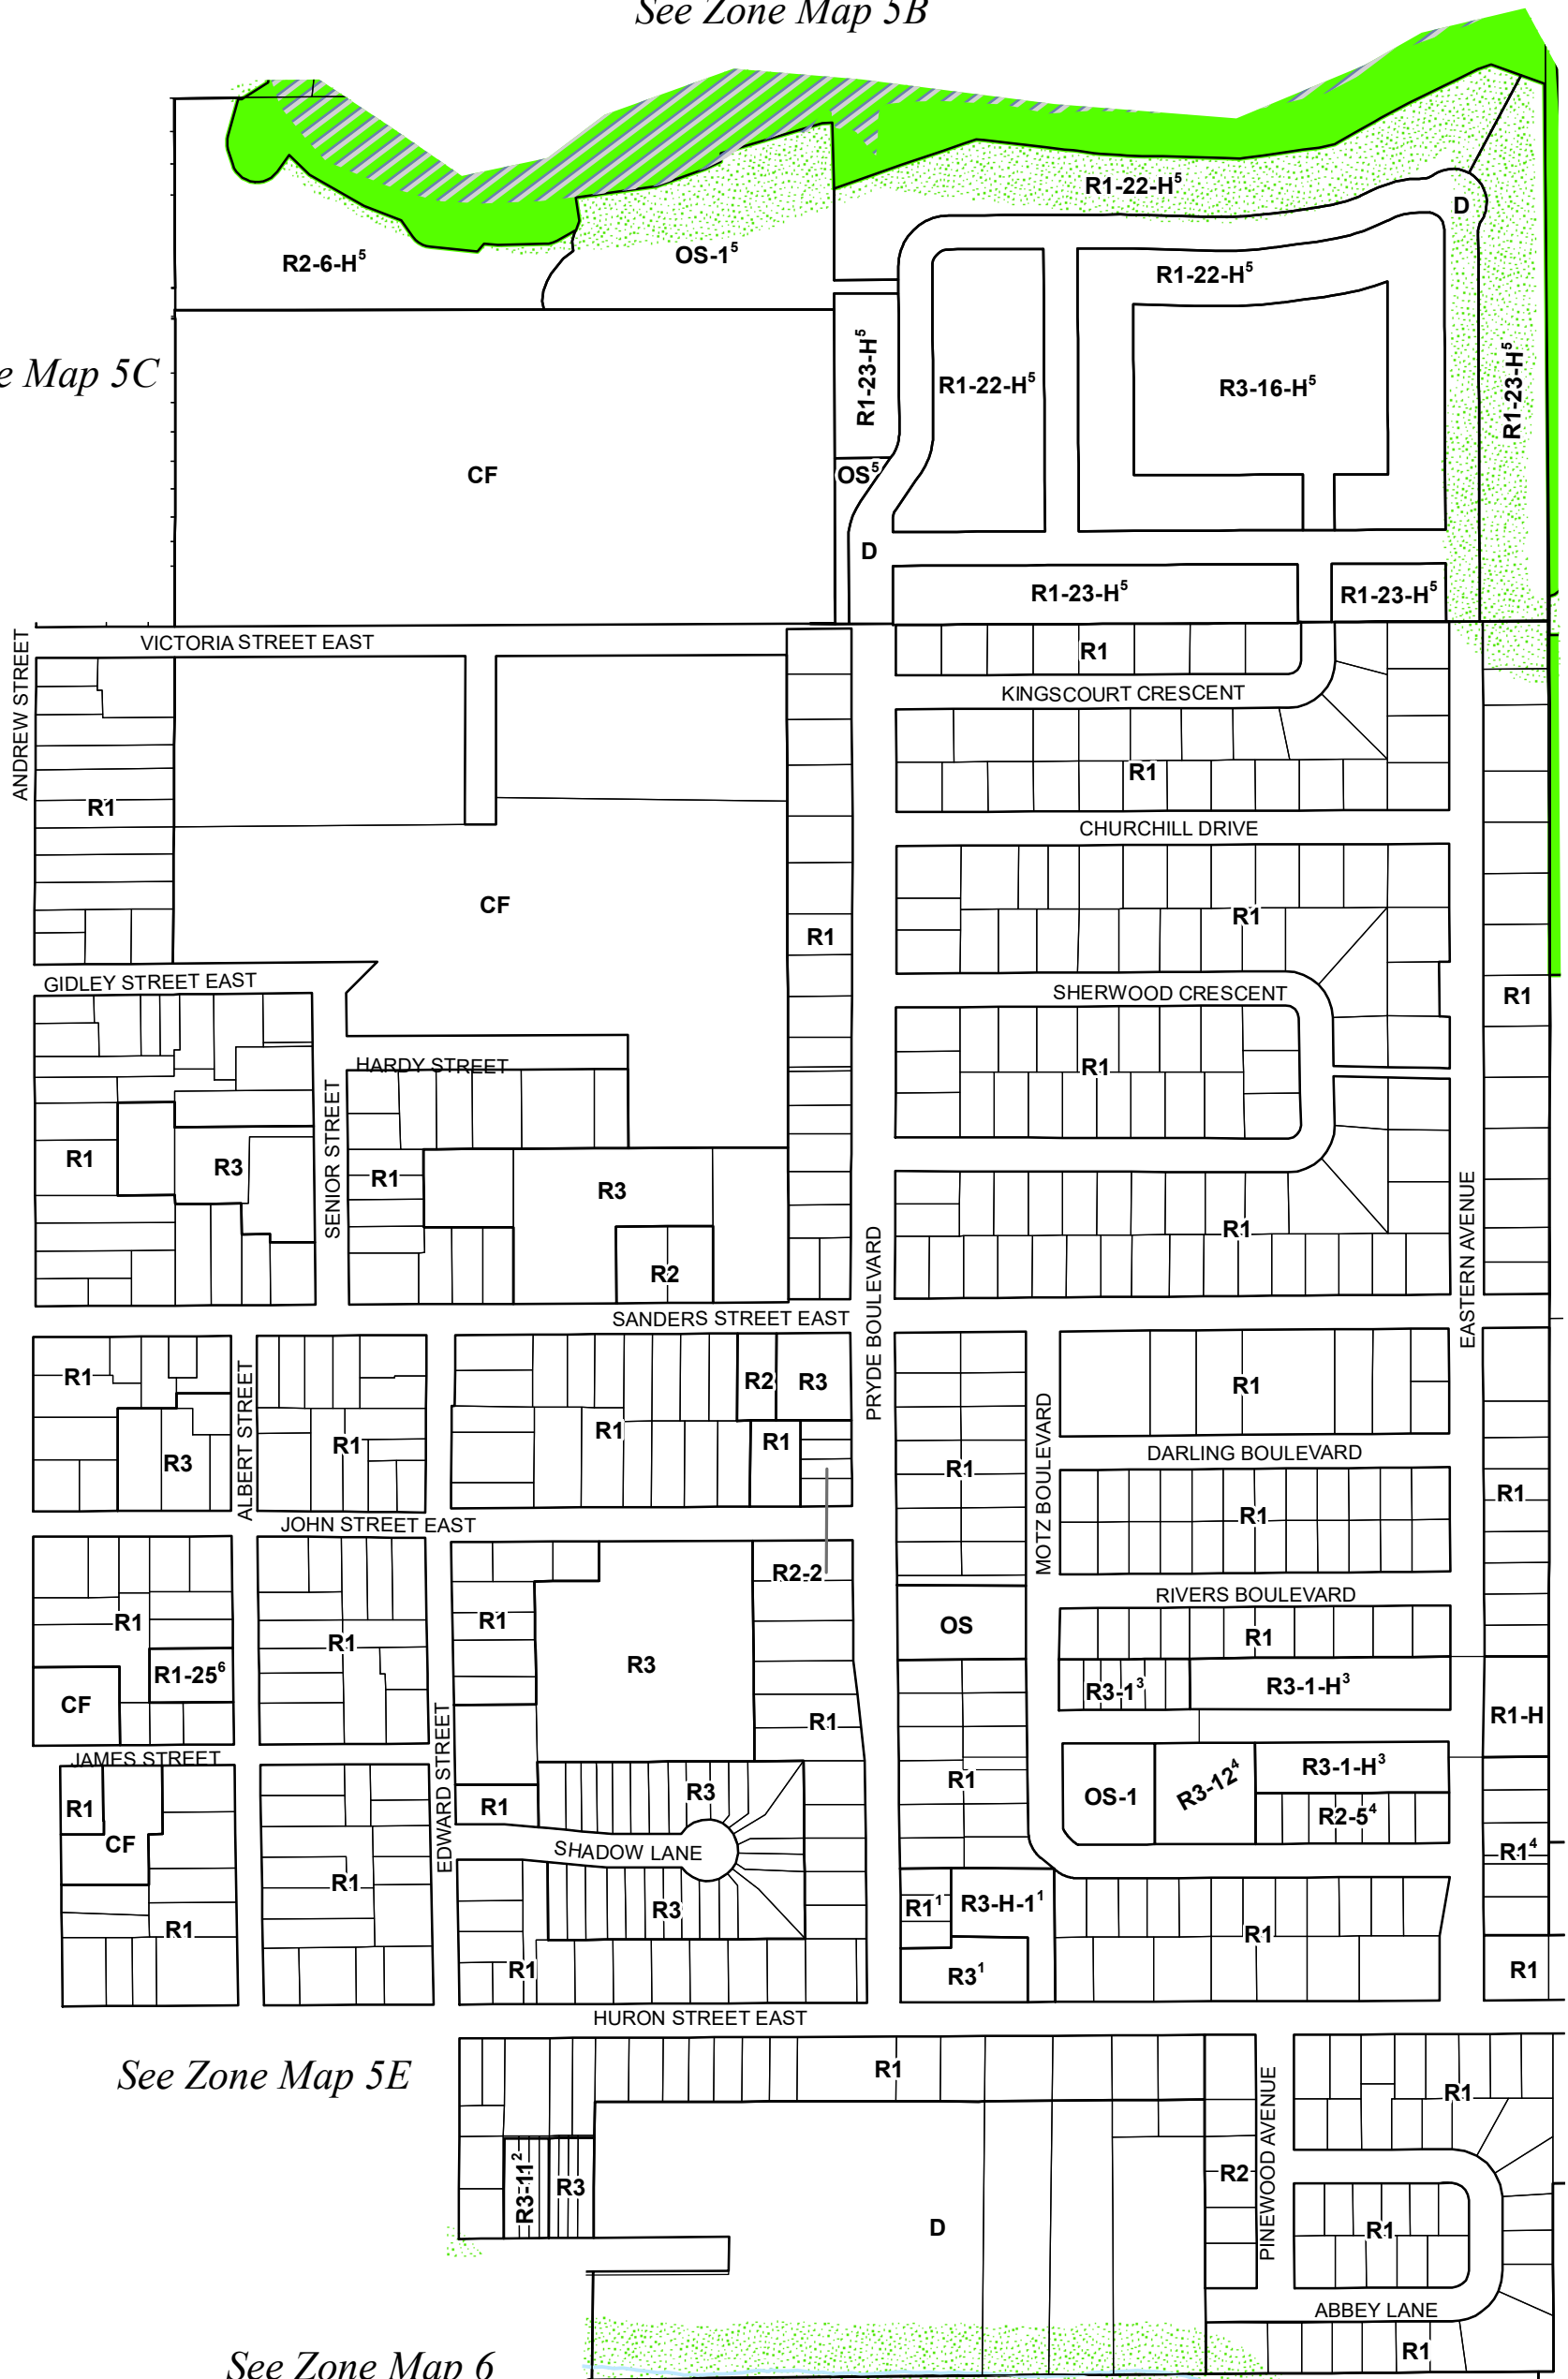 See Zone Map 5B
R1-22-H⁵
D
R2-6-H⁵
OS-1⁵
R1-22-H⁵
e Map 5C
R1-23-H⁵
R1-22-H⁵
R3-16-H⁵
R1-23-H⁵
CF
OS⁵
D
R1-23-H⁵
R1-23-H⁵
VICTORIA STREET EAST
ANDREW STREET
R1
KINGSCOURT CRESCENT
R1
R1
CHURCHILL DRIVE
CF
R1
R1
GIDLEY STREET EAST
SHERWOOD CRESCENT
R1
HARDY STREET
R1
SENIOR STREET
R1
R3
R1
R3
R1
R2
PRYDE BOULEVARD
EASTERN AVENUE
SANDERS STREET EAST
R1
ALBERT STREET
R2
R3
R1
R1
R1
R1
R3
R1
MOTZ BOULEVARD
DARLING BOULEVARD
R1
R1
JOHN STREET EAST
R2-2
RIVERS BOULEVARD
R1
R1
R1
R3
OS
R1
R1-25⁶
CF
R3-1³
R3-1-H³
R1-H
R1
EDWARD STREET
JAMES STREET
R1
R3
R1
R1
OS-1
R3-12⁴
R3-1-H³
R2-5⁴
CF
SHADOW LANE
R1⁴
R1
R3
R1¹
R3-H-1¹
R1
R1
R1
R3¹
R1
HURON STREET EAST
See Zone Map 5E
R1
PINEWOOD AVENUE
R1
R3-11²
R3
R2
D
R1
ABBEY LANE
R1
See Zone Map 6